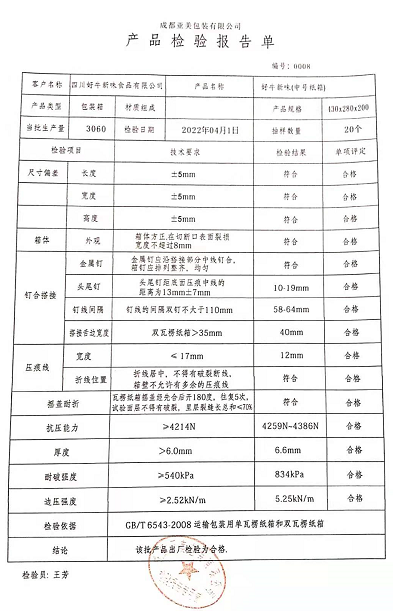 成都亚美包装有限公司
产品检验报告单
编号：0008
客户名称 四川好牛新味食品有限公司 产品名称 好牛新味(中号纸箱)
产品类型 包装箱 材质组成 产品规格 430x280x200
当批生产量 3060 检验日期 2022年04月1日 抽样数量 20个
检验项目 技术要求 检验结果 单项评定
尺寸偏差 长度 ±5mm 符合 合格
宽度 ±5mm 符合 合格
高度 ±5mm 符合 合格
箱体 外观 箱体方正,在切断口表面裂损
宽度不超过8mm 符合 合格
钉合搭接 金属钉 金属钉应沿搭接部分中线钉合,
箱钉应排列整齐，均匀 符合 合格
头尾钉 头尾钉距底面压痕中线的
距离为13mm±7mm 10-19mm 合格
钉线间隔 钉线的间隔双钉不大于110mm 58-64mm 合格
搭接舌边宽度 双瓦楞纸箱>35mm 40mm 合格
压痕线 宽度 ≤17mm 12mm 合格
折线位置 折线居中，不得有破裂断线，
箱壁不允许有多余的压痕线 符合 合格
摇盖耐折 瓦楞纸箱摇盖经先合后开180度，往复5次，
试验面层不得有破裂，里层裂缝长总和≤70% 符合 合格
抗压能力 ≥4214N 4259N~4386N 合格
厚度 >6.0mm 6.6mm 合格
耐破强度 ≥540kPa 834kPa 合格
边压强度 ≥2.52kN/m 5.25kN/m 合格
检验依据 GB/T 6543-2008 运输包装用单瓦楞纸箱和双瓦楞纸箱
结论 该批产品出厂检验为合格.
检验员：王芳